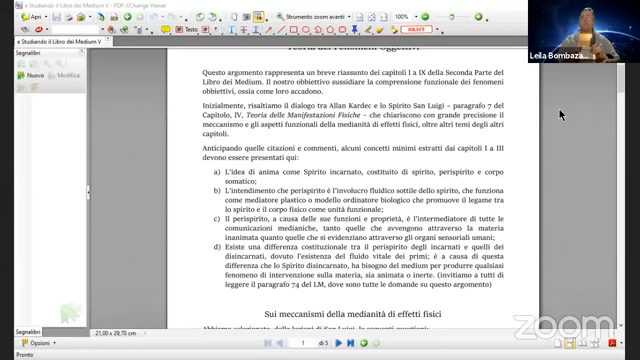 e Studiando il Libro dei Medium V - PDF-XChange Viewer
Apri
Strumento zoom avanti
100%
Testo
DRAFT
e Studiando il Libro dei Medium V
Segnalibri
Nuovo
Modifica
Leila Bombaza...
Teoria dei Fenomeni Oggettivi
Questo argomento rappresenta un breve riassunto dei capitoli I a IX della Seconda Parte del
Libro dei Medium. Il nostro obbiettivo sussidiare la comprensione funzionale dei fenomeni
obbiettivi, ossia come loro accadono.
Inizialmente, risaltiamo il dialogo tra Allan Kardec e lo Spirito San Luigi – paragrafo 7 del
Capitolo, IV, Teoria delle Manifestazioni Fisiche – che chiariscono con grande precisione il
meccanismo e gli aspetti funzionali della medianità di effetti fisici, oltre altri temi degli altri
capitoli.
Anticipando quelle citazioni e commenti, alcuni concetti minimi estratti dai capitoli I a III
devono essere presentati qui:
a) L'idea di anima come Spirito incarnato, costituito di spirito, perispirito e corpo
somatico;
b) L'intendimento che perispirito è l'involucro fluidico sottile dello spirito, che funziona
come mediatore plastico o modello ordinatore biologico che promuove il legame tra
lo spirito e il corpo fisico come unità funzionale;
c) Il perispirito, a causa delle sue funzioni e proprietà, è l'intermediario di tutte le
comunicazioni medianiche, tanto quelle che avvengono attraverso la materia
inanimata quanto quelle che si evidenziano attraverso gli organi sensoriali umani;
d) Esiste una differenza costituzionale tra il perispirito degli incarnati e quelli dei
disincarnati, dovuto l'esistenza del fluido vitale dei primi; è a causa di questa
differenza che lo Spirito disincarnato, ha bisogno del medium per produrre qualsiasi
fenomeno di intervensione sulla materia, sia animata o inerte. (invitiamo a tutti di
leggere il paragrafo 74 del LM, dove sono tutte le domande su questo argomento)
Sui meccanismi della medianità di effetti fisici
Abbiamo selezionato, dalle lezioni di San Luigi, le seguenti questioni:
Segnalibri
21,00 x 29,70 cm
Opzioni
1
di 5
Pronto
zoom